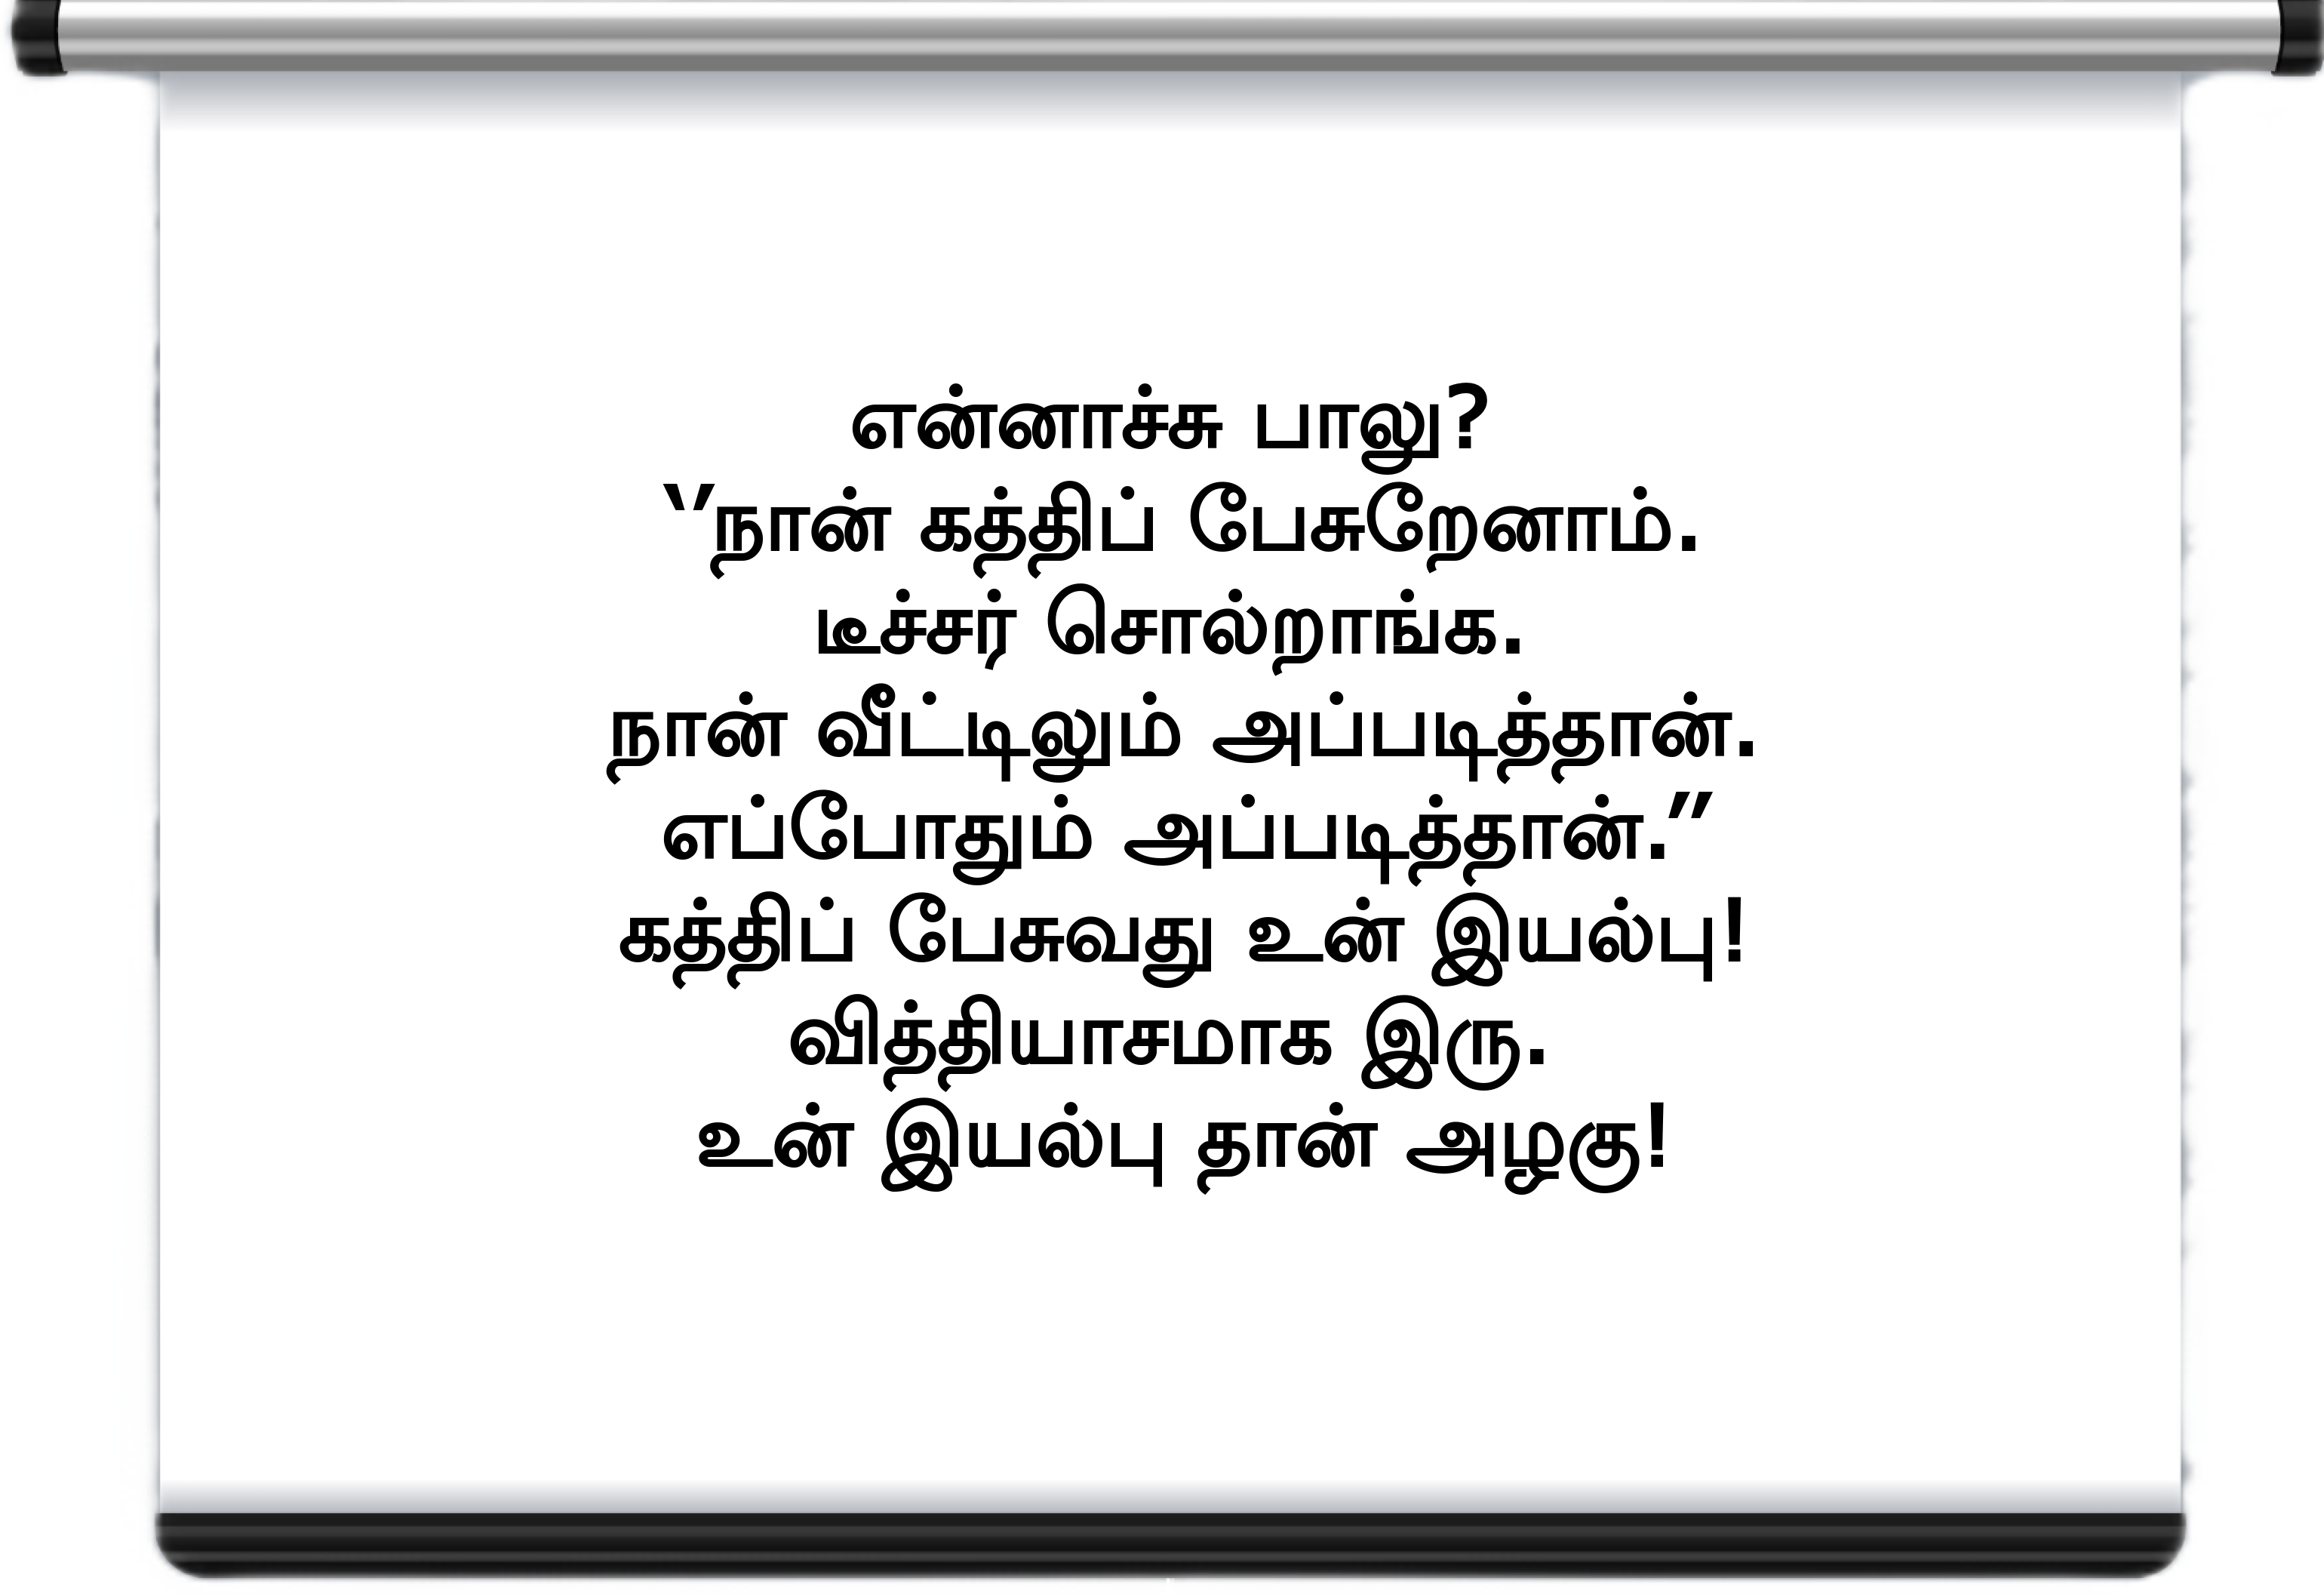 என்னாச்சு பாலு?
“நான் கத்திப் பேசுறேனாம்.
டீச்சர் சொல்றாங்க.
நான் வீட்டிலும் அப்படித்தான்.
எப்போதும் அப்படித்தான்.”
கத்திப் பேசுவது உன் இயல்பு!
வித்தியாசமாக இரு.
உன் இயல்பு தான் அழகு!